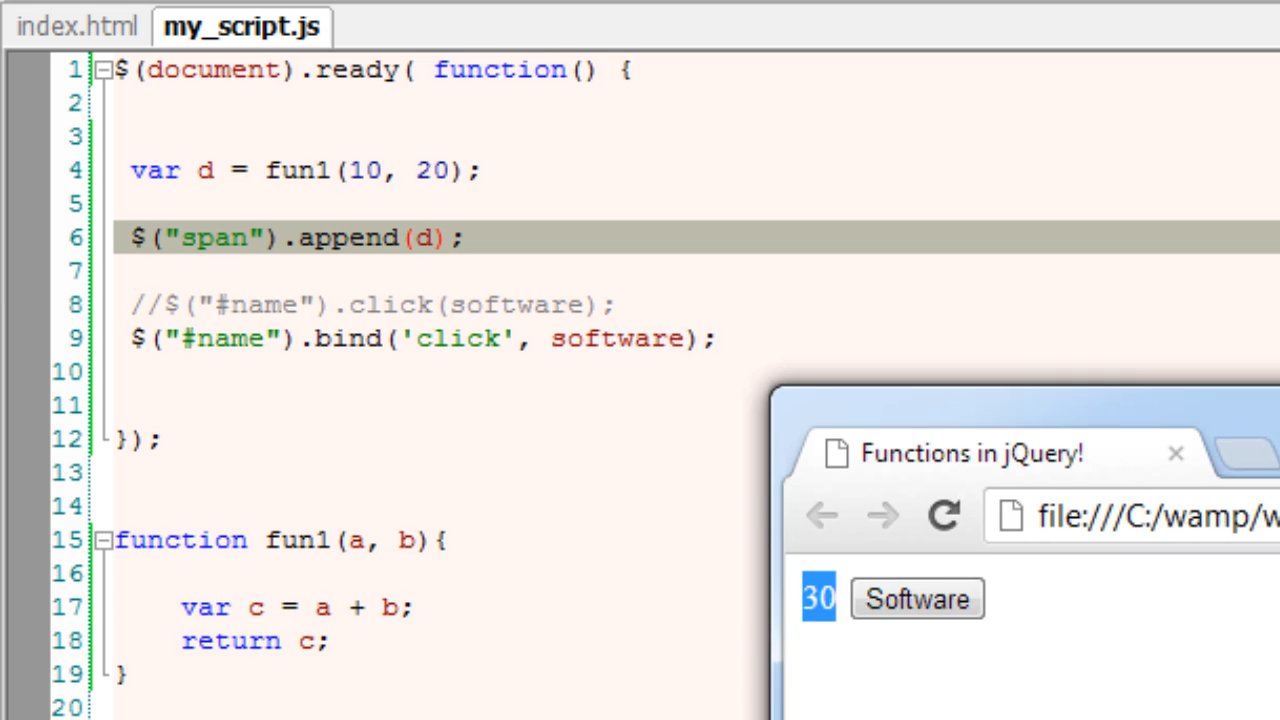 index.html my_script.js
1 $(document).ready( function() {
2
3
4 var d = fun1(10, 20);
5
6 $("span").append(d);
7
8 //$("#name").click(software);
9 $("#name").bind('click', software);
10
11
12 });
13
14
15 function fun1(a, b){
16
17 var c = a + b;
18 return c;
19 }
20
Functions in jQuery!
file:///C:/wamp/w
30 Software